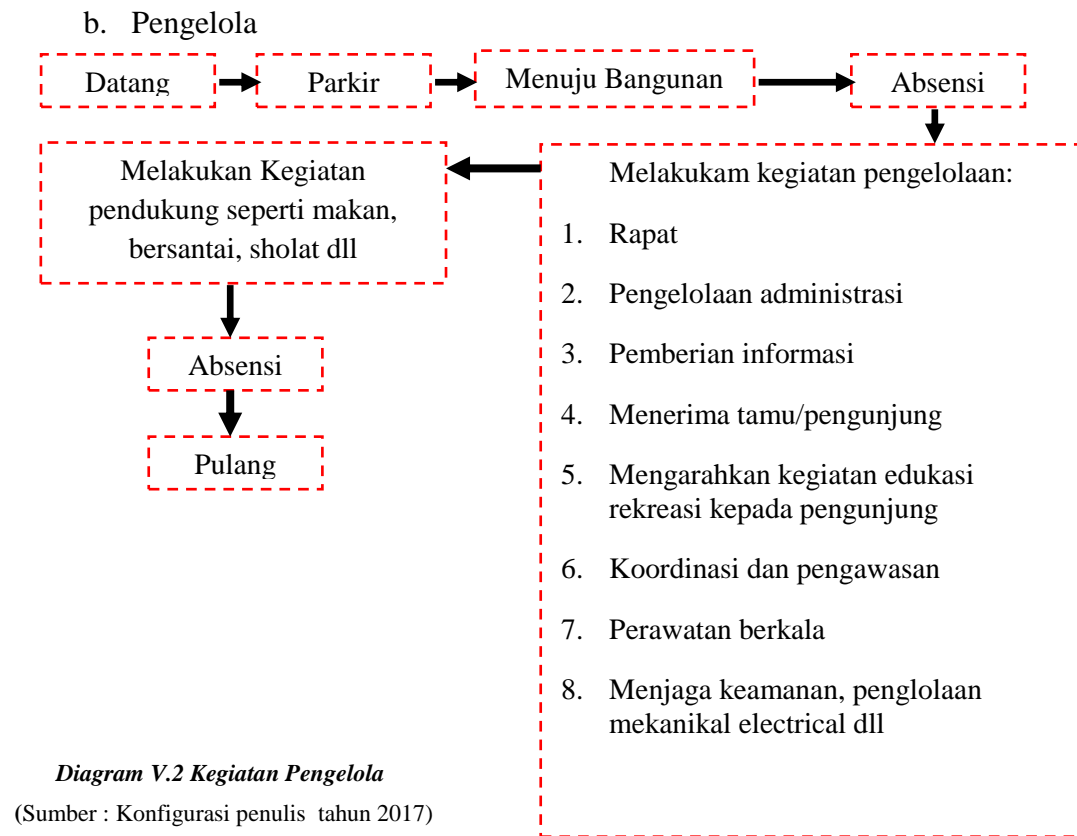 b. Pengelola
Datang
Parkir
Menuju Bangunan
Absensi
Melakukam kegiatan pengelolaan:
1. Rapat
2. Pengelolaan administrasi
3. Pemberian informasi
4. Menerima tamu/pengunjung
5. Mengarahkan kegiatan edukasi
rekreasi kepada pengunjung
6. Koordinasi dan pengawasan
7. Perawatan berkala
8. Menjaga keamanan, penglolaan
mekanikal electrical dll
Melakukan Kegiatan
pendukung seperti makan,
bersantai, sholat dll
Absensi
Pulang
Diagram V.2 Kegiatan Pengelola
(Sumber : Konfigurasi penulis tahun 2017)